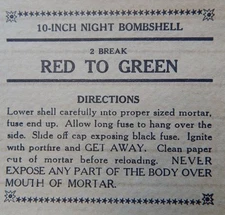 10-INCH NIGHT BOMBSHELL
2 BREAK
RED TO GREEN
DIRECTIONS
Lower shell carefully into proper sized mortar,
fuse end up. Allow long fuse to hang over the
side. Slide off cap exposing black fuse. Ignite
with portfire and GET AWAY. Clean paper
out of mortar before reloading. NEVER
EXPOSE ANY PART OF THE BODY OVER
MOUTH OF MORTAR.